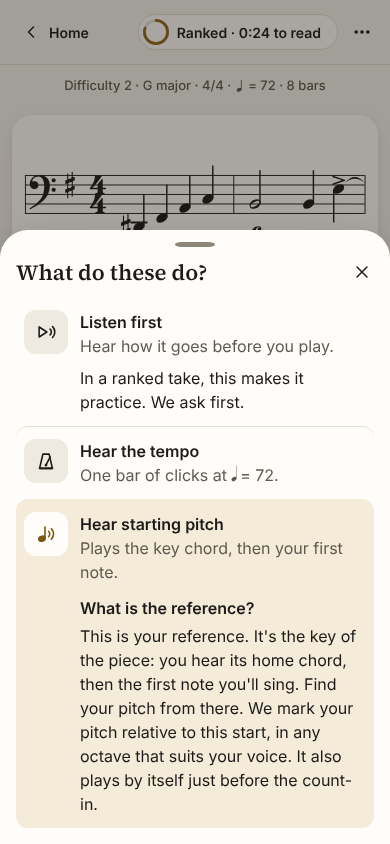 Home
Ranked · 0:24 to read
Difficulty 2 · G major · 4/4 · ♩ = 72 · 8 bars
4
4
What do these do?
Listen first
Hear how it goes before you play.
In a ranked take, this makes it
practice. We ask first.
Hear the tempo
One bar of clicks at ♩ = 72.
Hear starting pitch
Plays the key chord, then your first
note.
What is the reference?
This is your reference. It's the key of
the piece: you hear its home chord,
then the first note you'll sing. Find
your pitch from there. We mark your
pitch relative to this start, in any
octave that suits your voice. It also
plays by itself just before the count-
in.